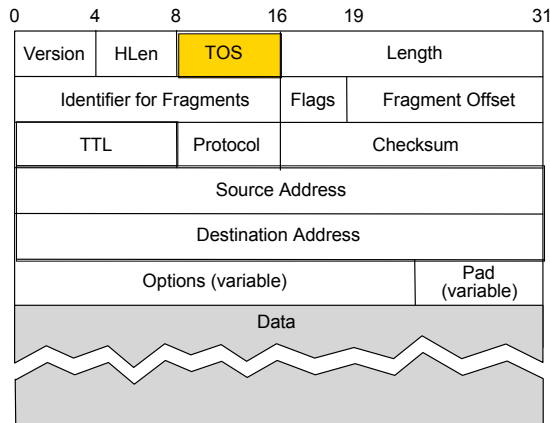 0 4 8 16 19 31
Version HLen TOS Length
Identifier for Fragments Flags Fragment Offset
TTL Protocol Checksum
Source Address
Destination Address
Options (variable) Pad
(variable)
Data